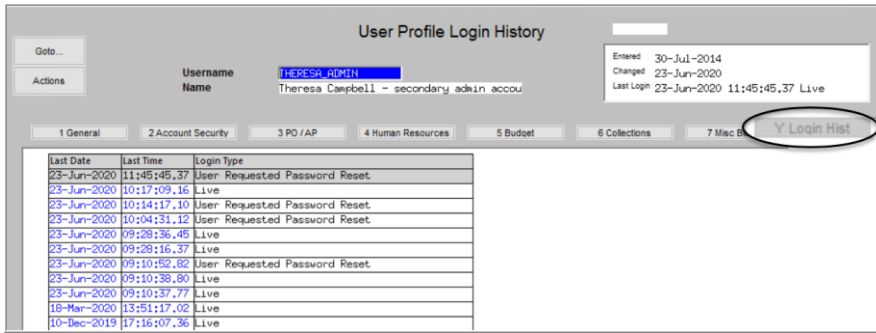 User Profile Login History
Goto...
Actions
Username THERESA_ADMIN
Name Theresa Campbell - secondary admin accou
Entered 30-Jul-2014
Changed 23-Jun-2020
Last Login 23-Jun-2020 11:45:45.37 Live
1 General 2 Account Security 3 PO / AP 4 Human Resources 5 Budget 6 Collections 7 Misc B Y Login Hist
Last Date Last Time Login Type
23-Jun-2020 11:45:45.37 User Requested Password Reset
23-Jun-2020 10:17:09.16 Live
23-Jun-2020 10:14:17.10 User Requested Password Reset
23-Jun-2020 10:04:31.12 User Requested Password Reset
23-Jun-2020 09:28:36.45 Live
23-Jun-2020 09:28:16.37 Live
23-Jun-2020 09:10:52.82 User Requested Password Reset
23-Jun-2020 09:10:38.80 Live
23-Jun-2020 09:10:37.77 Live
18-Mar-2020 13:51:17.02 Live
10-Dec-2019 17:16:07.36 Live